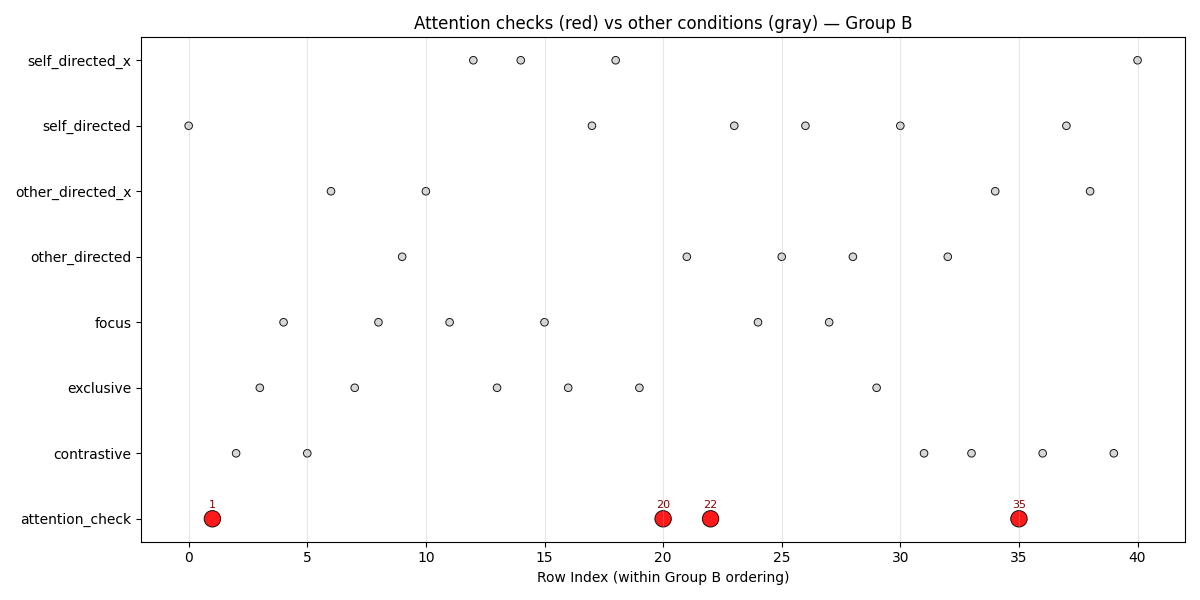 Attention checks (red) vs other conditions (gray) — Group B
self_directed_x
self_directed
other_directed_x
other_directed
focus
exclusive
contrastive
attention_check
1
20
22
35
0
5
10
15
20
25
30
35
40
Row Index (within Group B ordering)